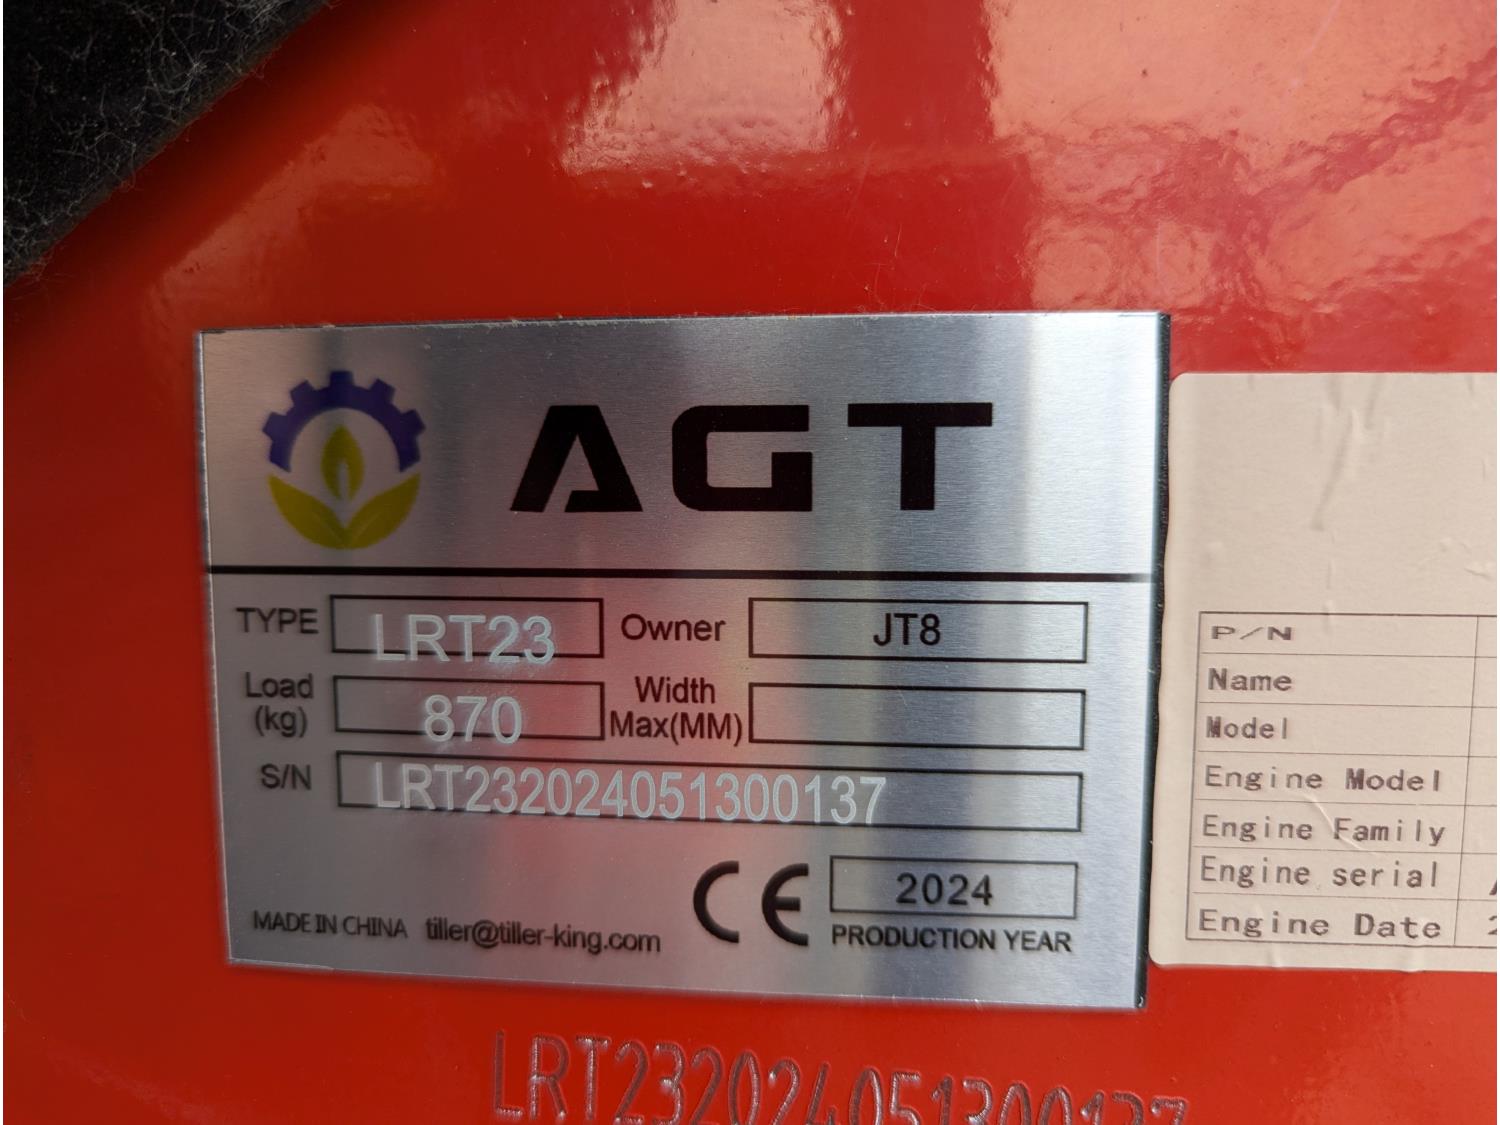 AGT
TYPE LRT23 Owner JT8
Load (kg) 870 Width Max(MM)
S/N LRT232024051300137
CE 2024
MADE IN CHINA tiller@tiller-king.com PRODUCTION YEAR
P/N
Name
Model
Engine Model
Engine Family
Engine serial
Engine Date
LRT232024051300137